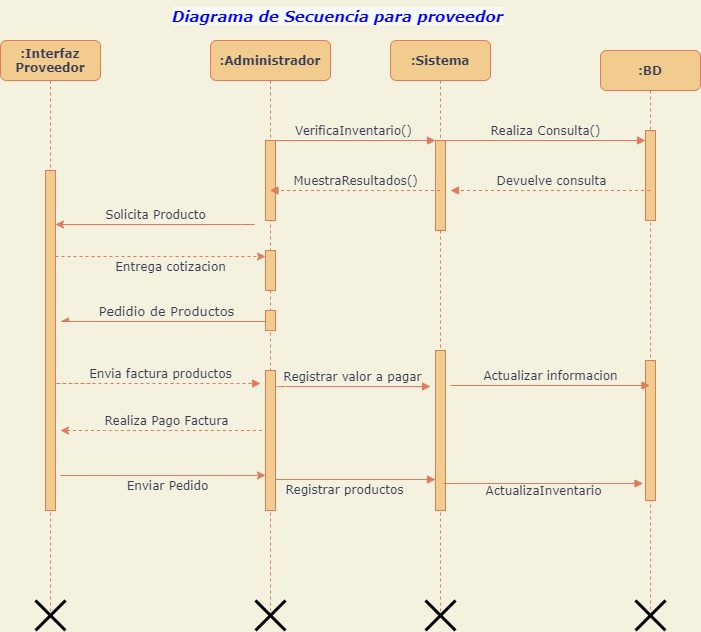 Diagrama de Secuencia para proveedor
:Interfaz
Proveedor
:Administrador
:Sistema
:BD
VerificaInventario()
Realiza Consulta()
MuestraResultados()
Devuelve consulta
Solicita Producto
Entrega cotizacion
Pedidio de Productos
Envia factura productos
Registrar valor a pagar
Actualizar informacion
Realiza Pago Factura
Enviar Pedido
Registrar productos
ActualizaInventario